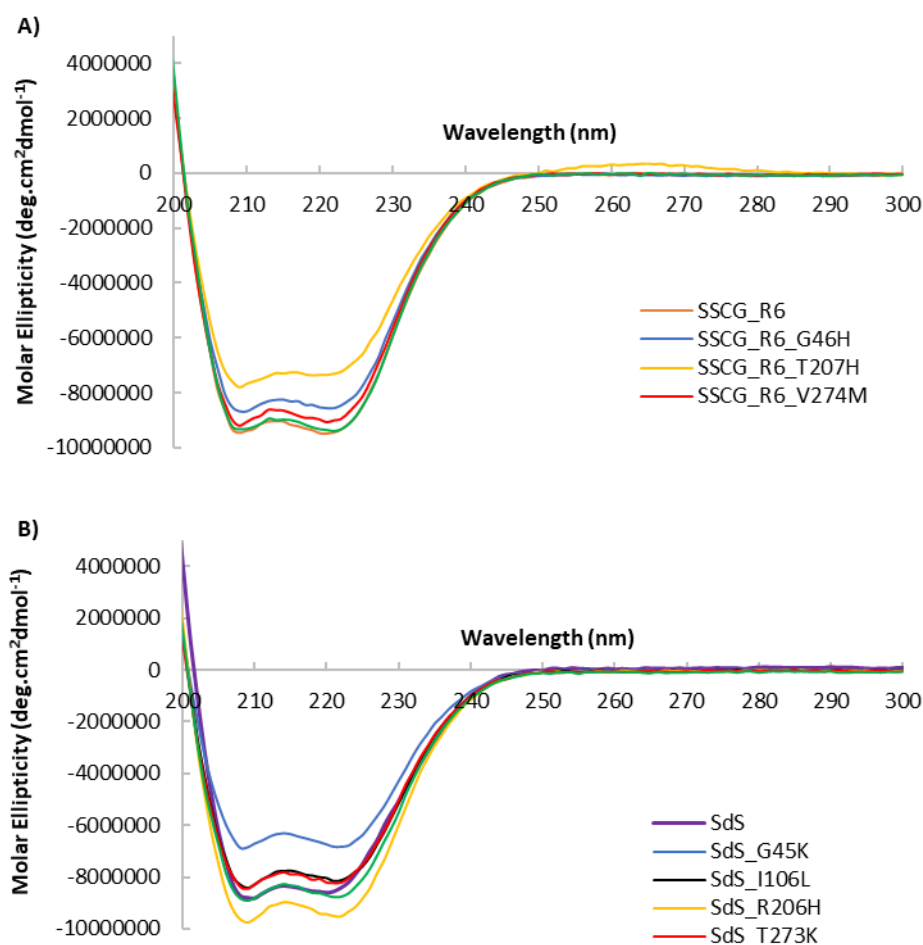 A)
4000000
2000000
0
-2000000
-4000000
-6000000
-8000000
-10000000
Molar Ellipticity (deg.cm²dmol⁻¹)
Wavelength (nm)
200 210 220 230 240 250 260 270 280 290 300
SSCG_R6
SSCG_R6_G46H
SSCG_R6_T207H
SSCG_R6_V274M
B)
4000000
2000000
0
-2000000
-4000000
-6000000
-8000000
-10000000
Molar Ellipticity (deg.cm²dmol⁻¹)
Wavelength (nm)
200 210 220 230 240 250 260 270 280 290 300
SdS
SdS_G45K
SdS_I106L
SdS_R206H
SdS_T273K